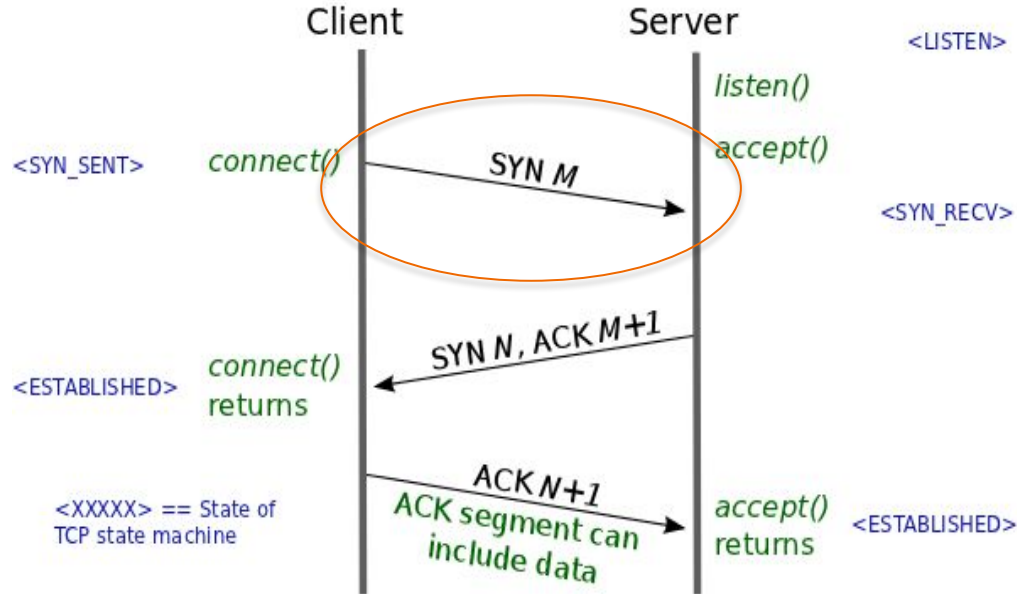 Client
Server
<LISTEN>
listen()
accept()
<SYN_SENT>
connect()
SYN M
<SYN_RECV>
SYN N, ACK M+1
connect()
returns
<ESTABLISHED>
ACK N+1
ACK segment can
include data
<XXXXX> == State of
TCP state machine
accept()
returns
<ESTABLISHED>